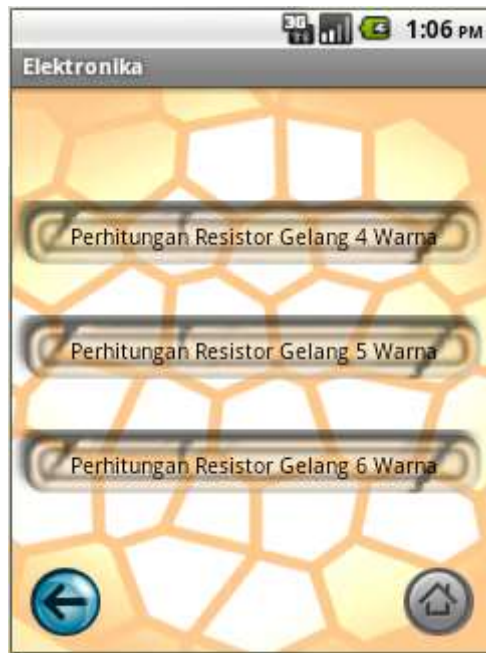 3G 1:06 PM
Elektronika
Perhitungan Resistor Gelang 4 Warna
Perhitungan Resistor Gelang 5 Warna
Perhitungan Resistor Gelang 6 Warna